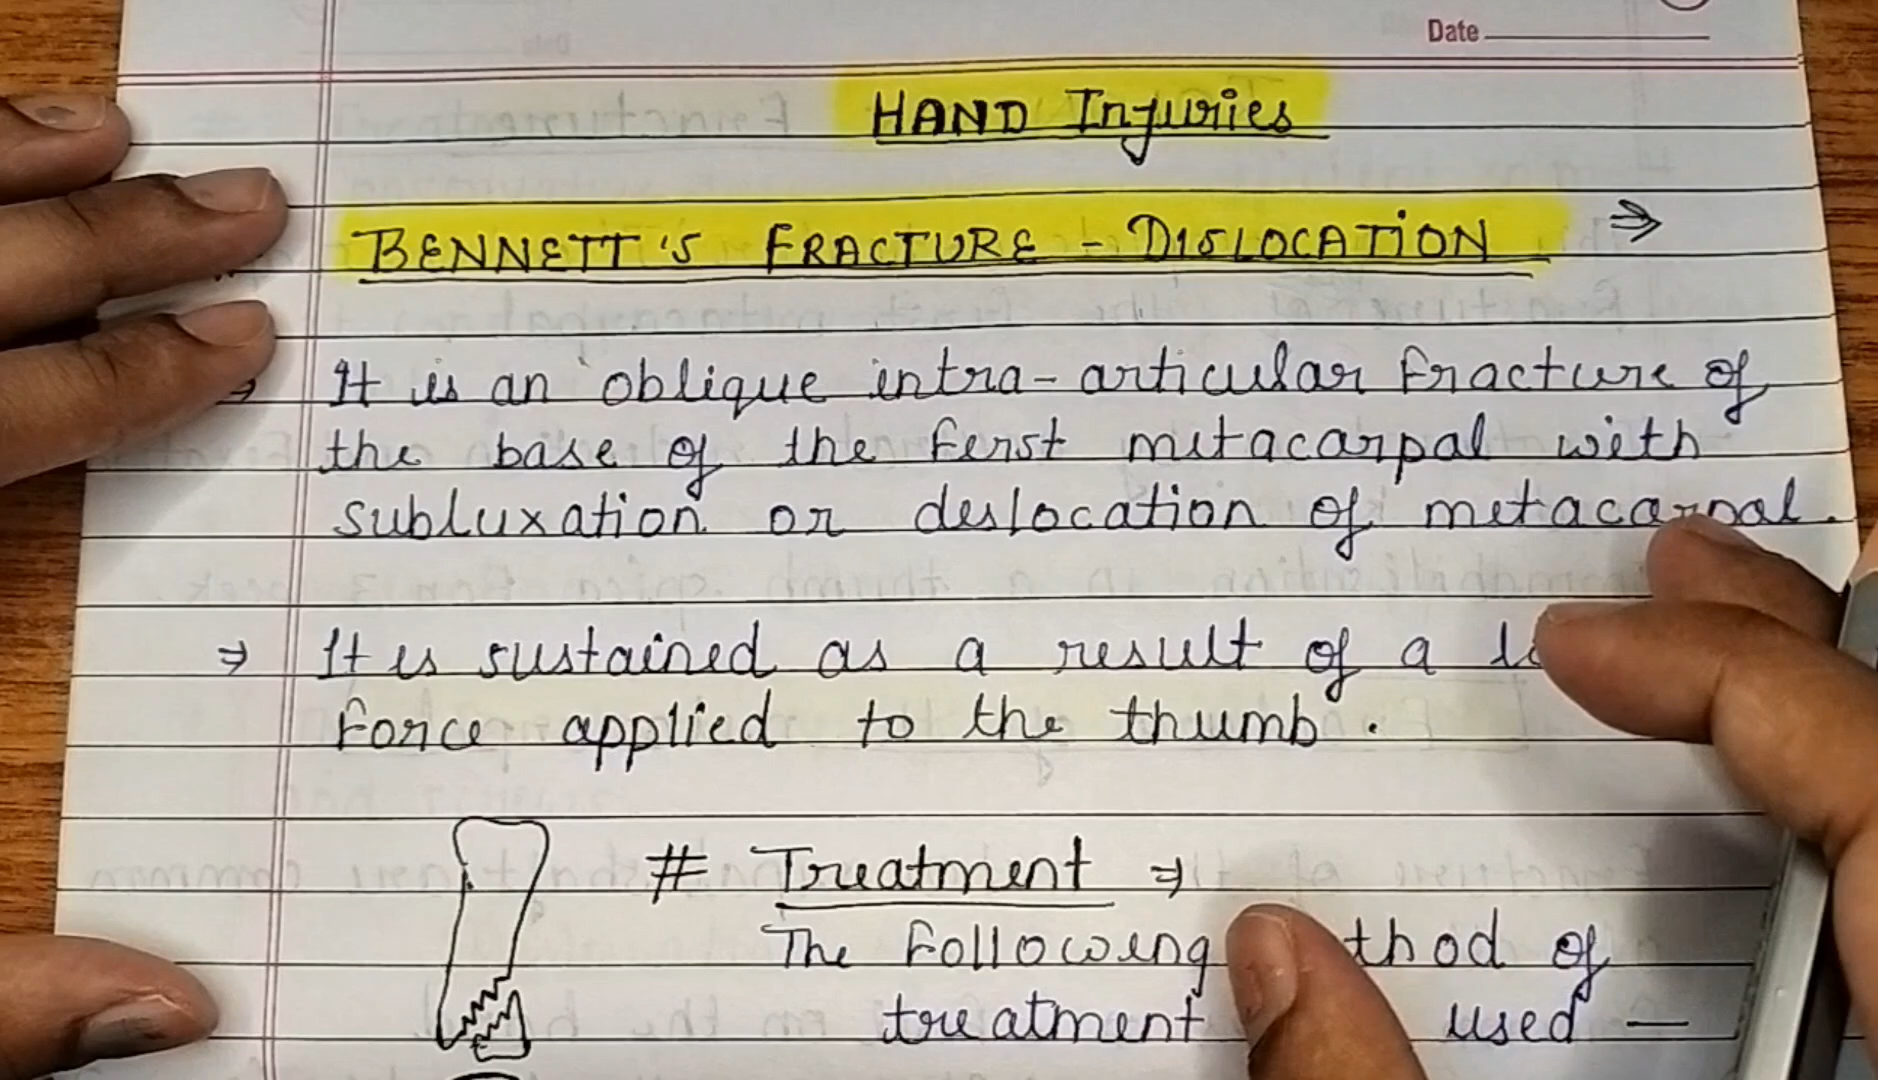 Date
HAND Injuries
BENNETT's FRACTURE - DISLOCATION ⇒
⇒ It is an oblique intra-articular fracture of
the base of the first metacarpal with
subluxation or dislocation of metacarpal.
⇒ It is sustained as a result of a
force applied to the thumb.
# Treatment ⇒
The following of
treatment used —